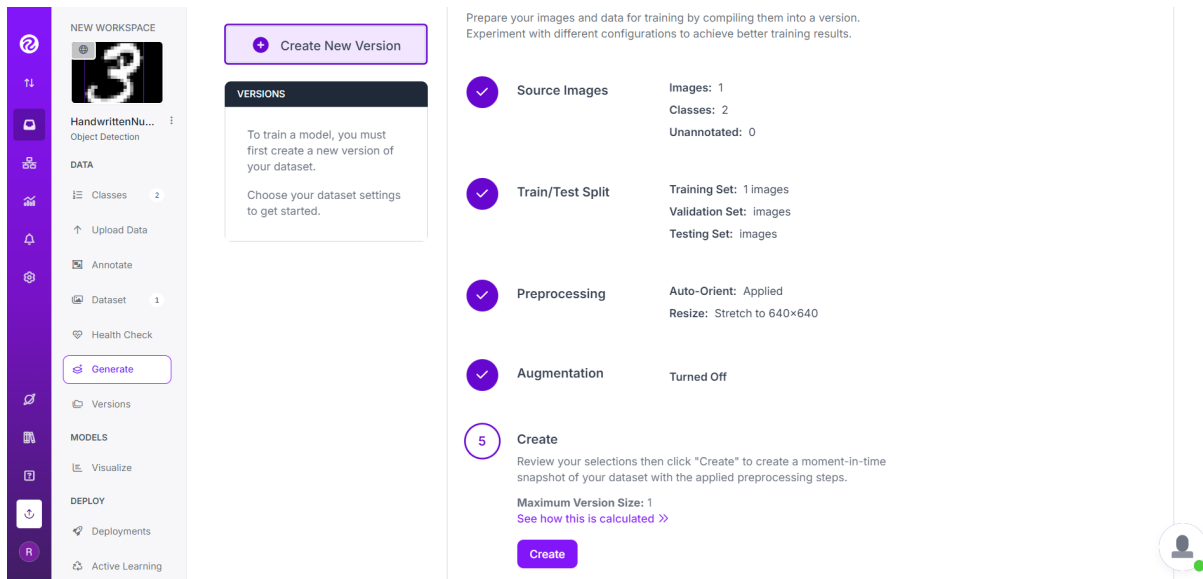 NEW WORKSPACE
HandwrittenNu...
Object Detection
DATA
Classes 2
Upload Data
Annotate
Dataset 1
Health Check
Generate
Versions
MODELS
Visualize
DEPLOY
Deployments
Active Learning
R
Create New Version
VERSIONS
To train a model, you must
first create a new version of
your dataset.
Choose your dataset settings
to get started.
Prepare your images and data for training by compiling them into a version.
Experiment with different configurations to achieve better training results.
Source Images
Images: 1
Classes: 2
Unannotated: 0
Train/Test Split
Training Set: 1 images
Validation Set: images
Testing Set: images
Preprocessing
Auto-Orient: Applied
Resize: Stretch to 640×640
Augmentation
Turned Off
5 Create
Review your selections then click "Create" to create a moment-in-time
snapshot of your dataset with the applied preprocessing steps.
Maximum Version Size: 1
See how this is calculated
Create
3